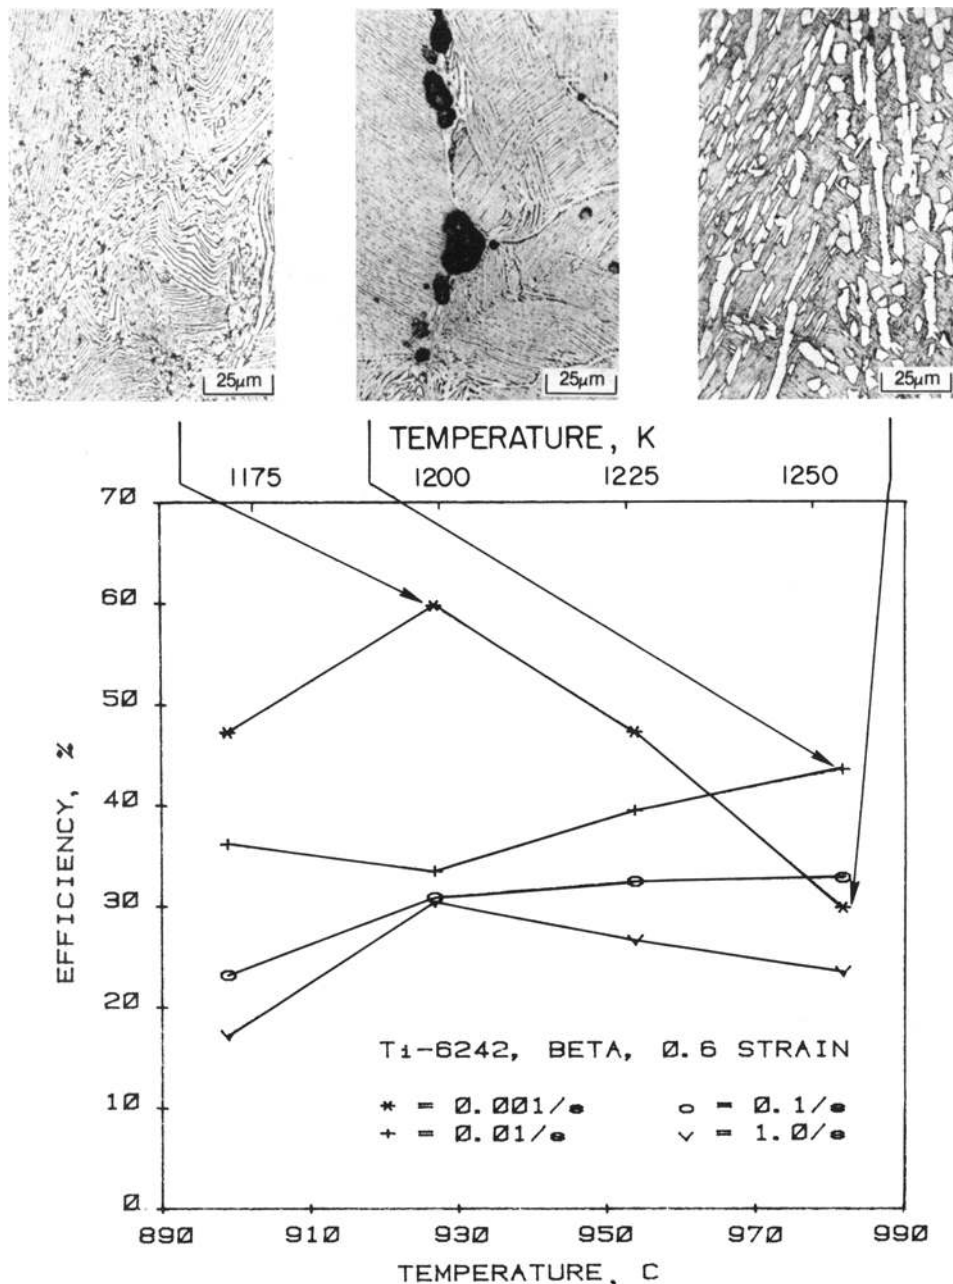 25μm 25μm 25μm
TEMPERATURE, K
1175 1200 1225 1250
70
60
50
40
30
20
10
0
EFFICIENCY, %
Ti-6242, BETA, 0.6 STRAIN
* = 0.001/s o = 0.1/s
+ = 0.01/s v = 1.0/s
890 910 930 950 970 990
TEMPERATURE, C